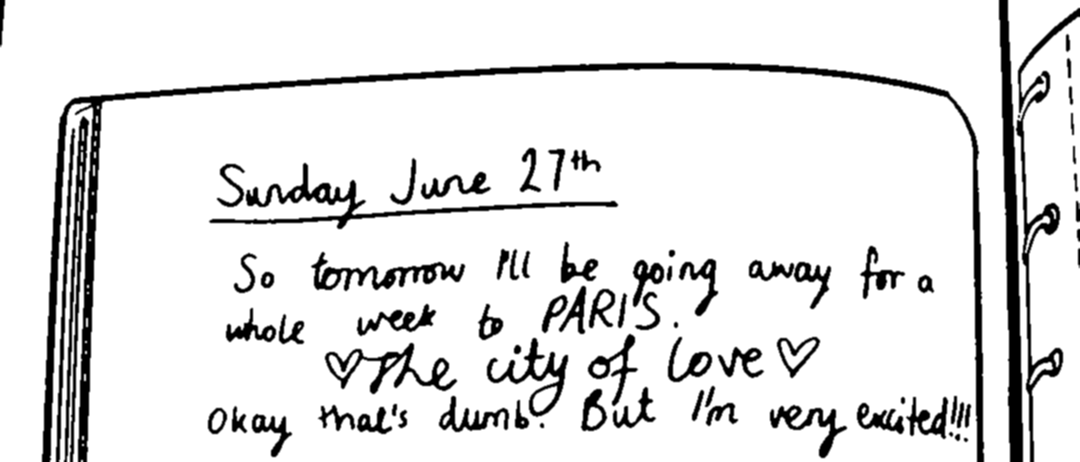 Sunday June 27th
So tomorrow I'll be going away for a
whole week to PARIS.
♡The city of love♡
Okay that's dumb. But I'm very excited!!!